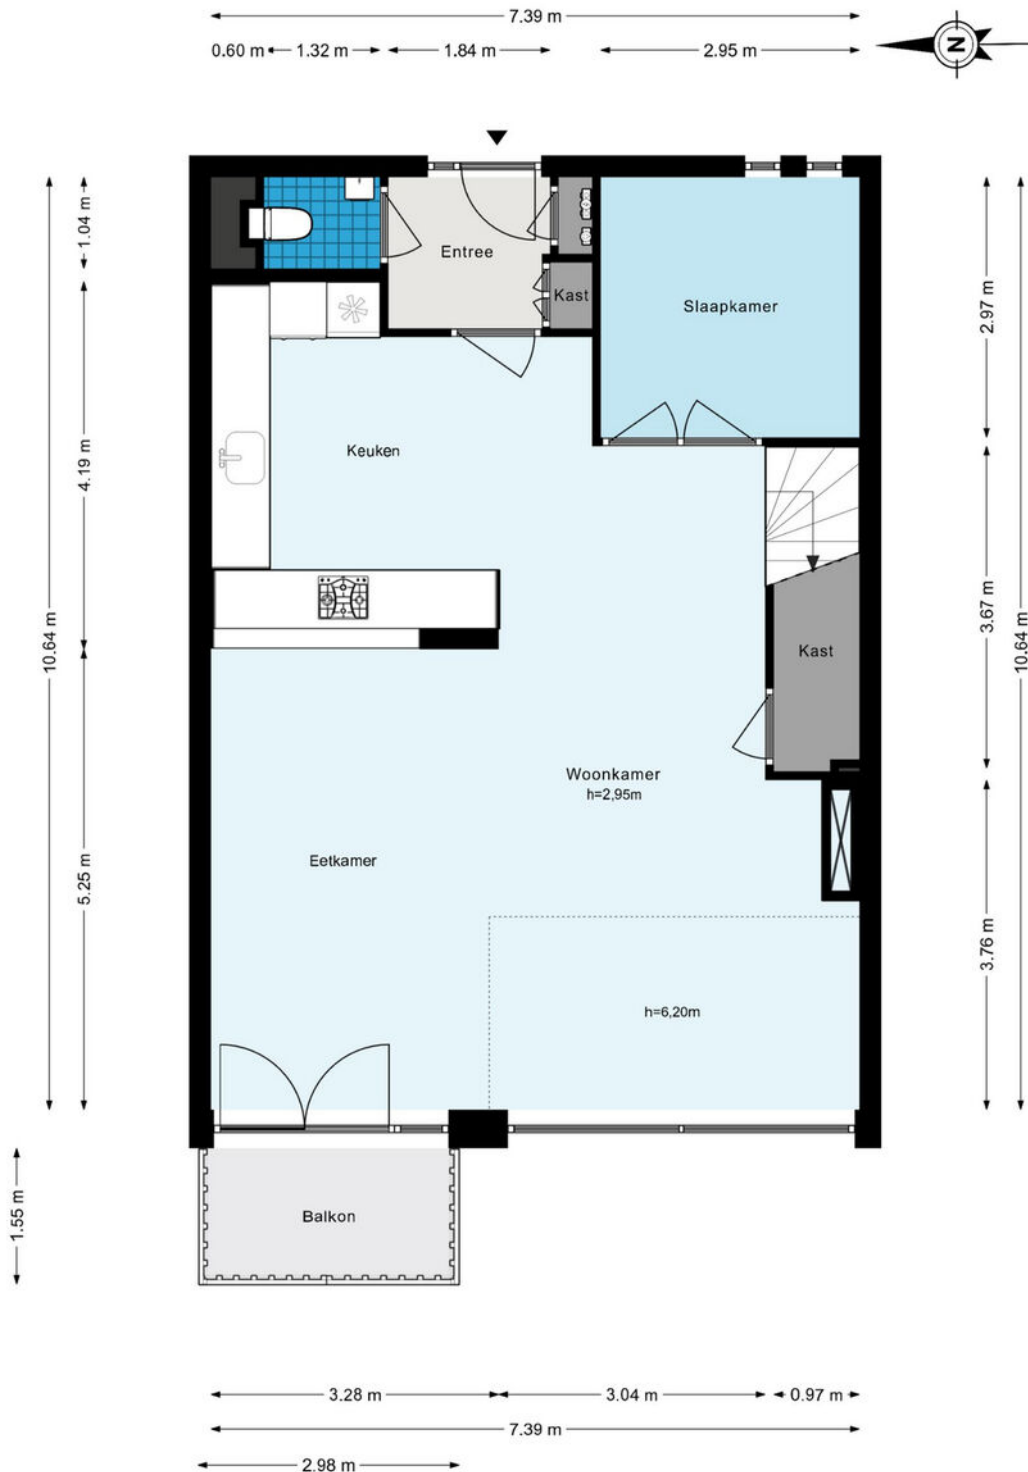 7.39 m
0.60 m
1.32 m
1.84 m
2.95 m
N
1.04 m
Entree
Kast
Slaapkamer
2.97 m
Keuken
4.19 m
10.64 m
3.67 m
10.64 m
Kast
Woonkamer
h=2,95m
Eetkamer
5.25 m
3.76 m
h=6,20m
1.55 m
Balkon
3.28 m
3.04 m
0.97 m
7.39 m
2.98 m